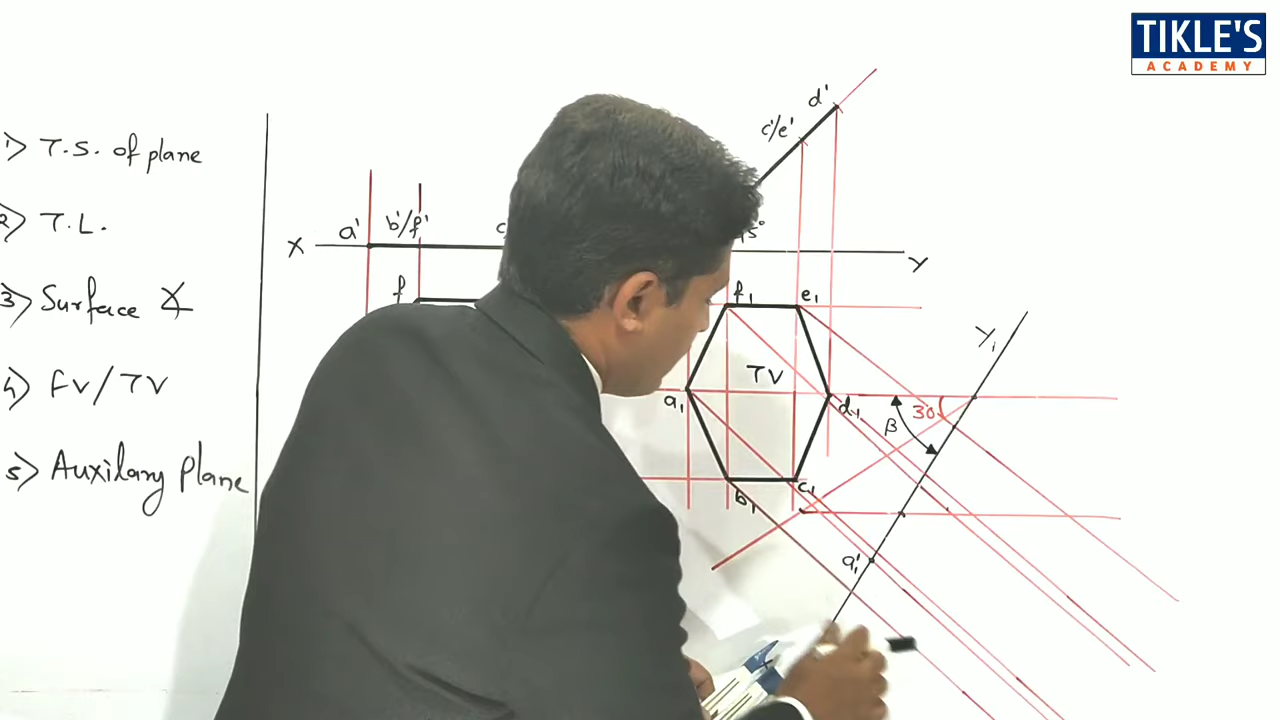 TIKLE'S
ACADEMY
1) T.S. of plane
2) T.L.
3) Surface ∡
4) FV/TV
5) Auxilary plane
X
a'
b'/f'
c
f
c'/e'
d'
Y
f₁
e₁
TV
a₁
d₁
b₁
c₁
30
β
Y₁
a₁'